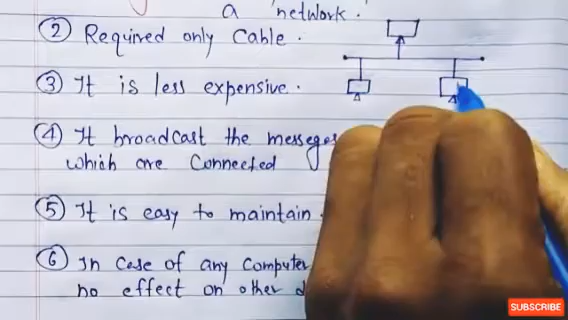 a 'network.'
② Required only Cable.
③ It is less expensive.
④ It broadcast the messeges
which are Connected
⑤ It is easy to maintain.
⑥ In Case of any Computer
no effect on other
SUBSCRIBE